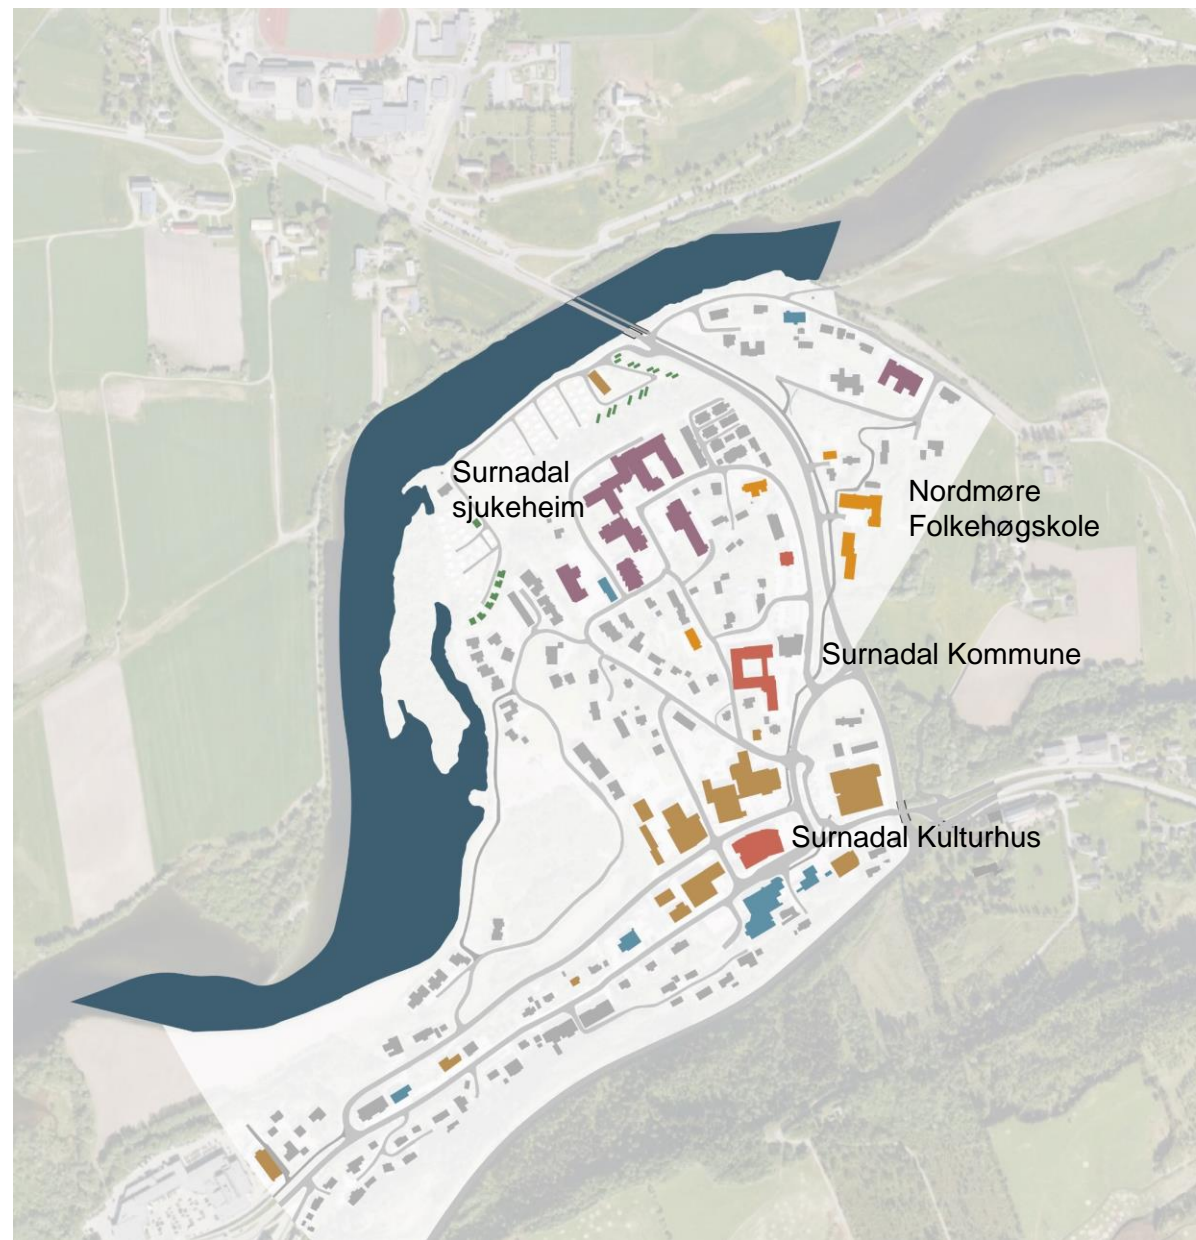 Surnadal
sjukeheim
Nordmøre
Folkehøgskole
Surnadal Kommune
Surnadal Kulturhus